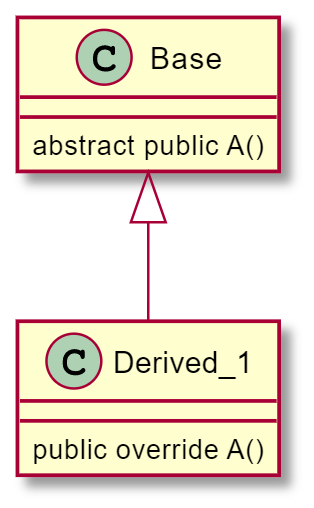 C Base
abstract public A()
C Derived_1
public override A()